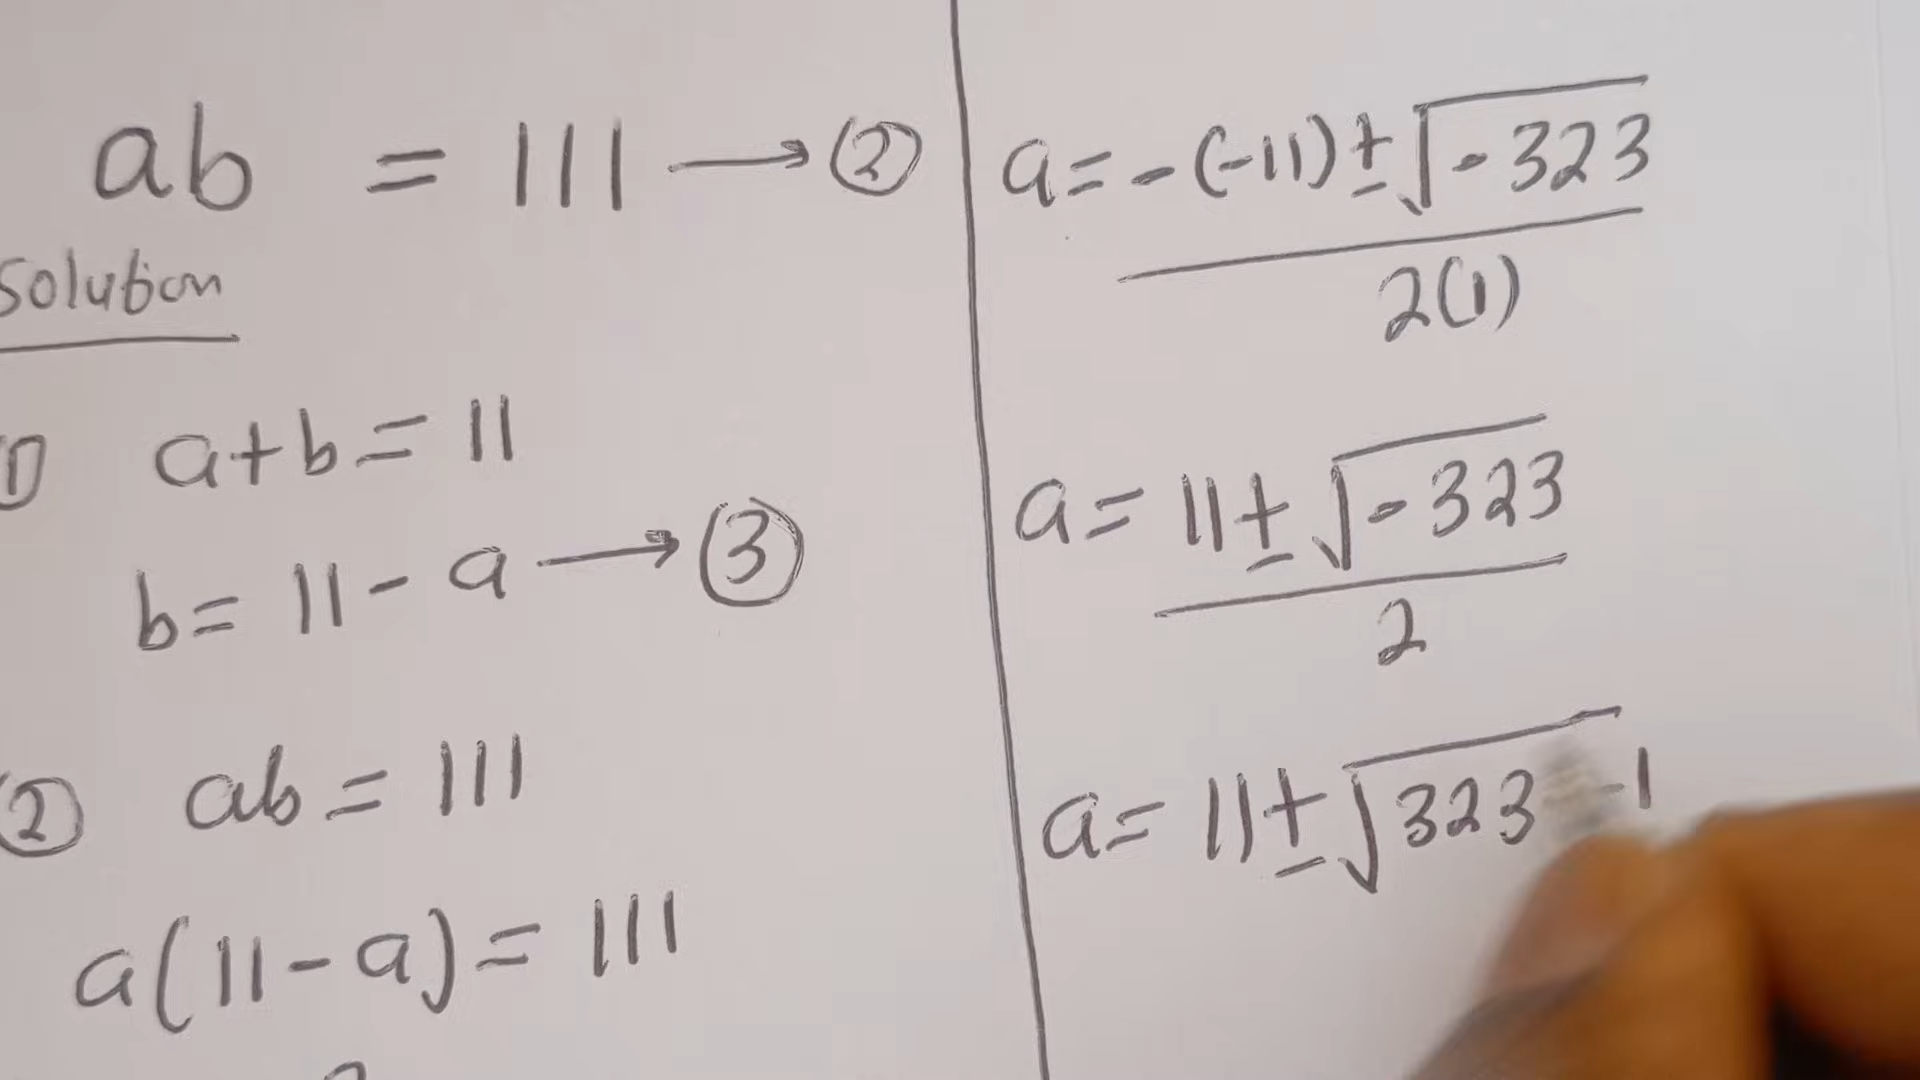 ab = 111 → ②
Solution
① a+b = 11
b = 11 - a → ③
② ab = 111
a(11-a) = 111
a = -(-11) ± √-323
2(1)
a = 11 ± √-323
2
a = 11 ± √323 -1